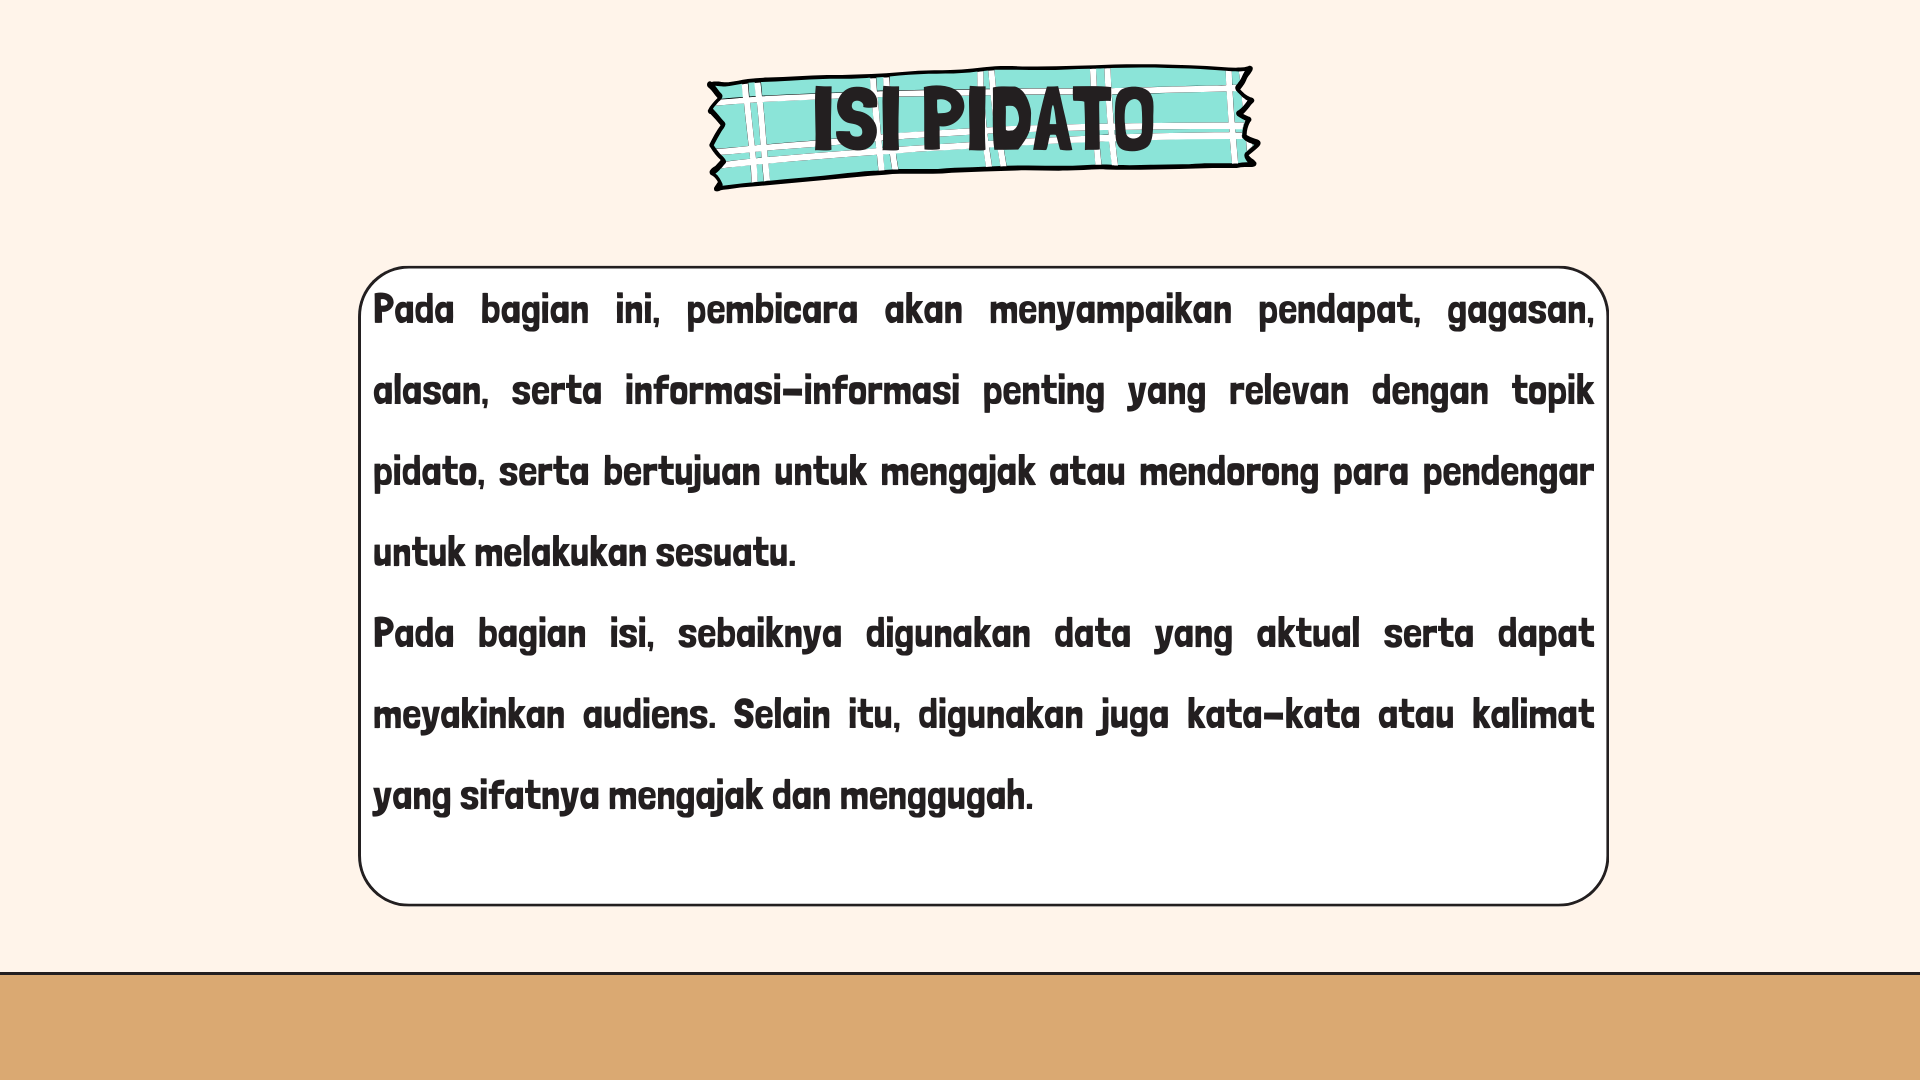 ISI PIDATO
Pada bagian ini, pembicara akan menyampaikan pendapat, gagasan,
alasan, serta informasi-informasi penting yang relevan dengan topik
pidato, serta bertujuan untuk mengajak atau mendorong para pendengar
untuk melakukan sesuatu.
Pada bagian isi, sebaiknya digunakan data yang aktual serta dapat
meyakinkan audiens. Selain itu, digunakan juga kata-kata atau kalimat
yang sifatnya mengajak dan menggugah.